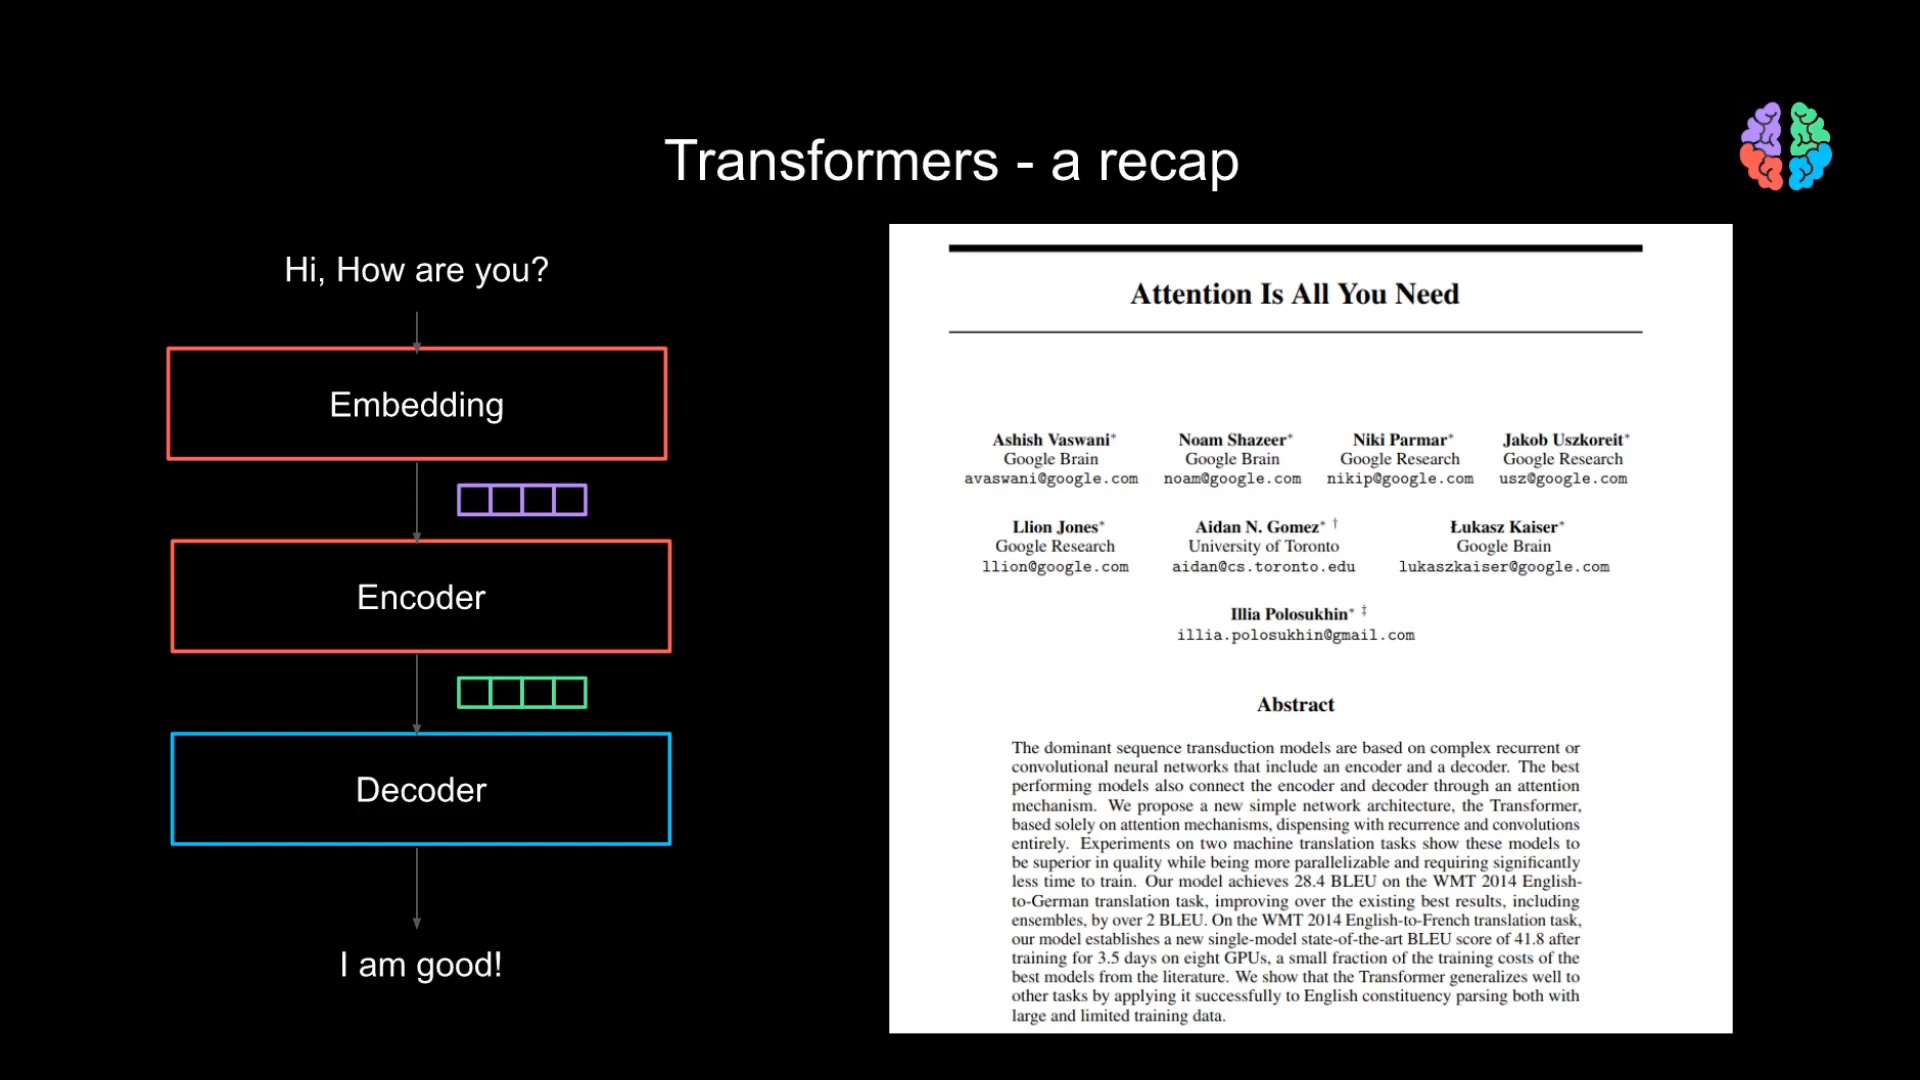 Transformers - a recap
Hi, How are you?
Embedding
Encoder
Decoder
I am good!
Attention Is All You Need
Ashish Vaswani* Noam Shazeer* Niki Parmar* Jakob Uszkoreit*
Google Brain Google Brain Google Research Google Research
avaswani@google.com noam@google.com nikip@google.com usz@google.com
Llion Jones* Aidan N. Gomez* † Łukasz Kaiser*
Google Research University of Toronto Google Brain
llion@google.com aidan@cs.toronto.edu lukaszkaiser@google.com
Illia Polosukhin* ‡
illia.polosukhin@gmail.com
Abstract
The dominant sequence transduction models are based on complex recurrent or
convolutional neural networks that include an encoder and a decoder. The best
performing models also connect the encoder and decoder through an attention
mechanism. We propose a new simple network architecture, the Transformer,
based solely on attention mechanisms, dispensing with recurrence and convolutions
entirely. Experiments on two machine translation tasks show these models to
be superior in quality while being more parallelizable and requiring significantly
less time to train. Our model achieves 28.4 BLEU on the WMT 2014 English-
to-German translation task, improving over the existing best results, including
ensembles, by over 2 BLEU. On the WMT 2014 English-to-French translation task,
our model establishes a new single-model state-of-the-art BLEU score of 41.8 after
training for 3.5 days on eight GPUs, a small fraction of the training costs of the
best models from the literature. We show that the Transformer generalizes well to
other tasks by applying it successfully to English constituency parsing both with
large and limited training data.